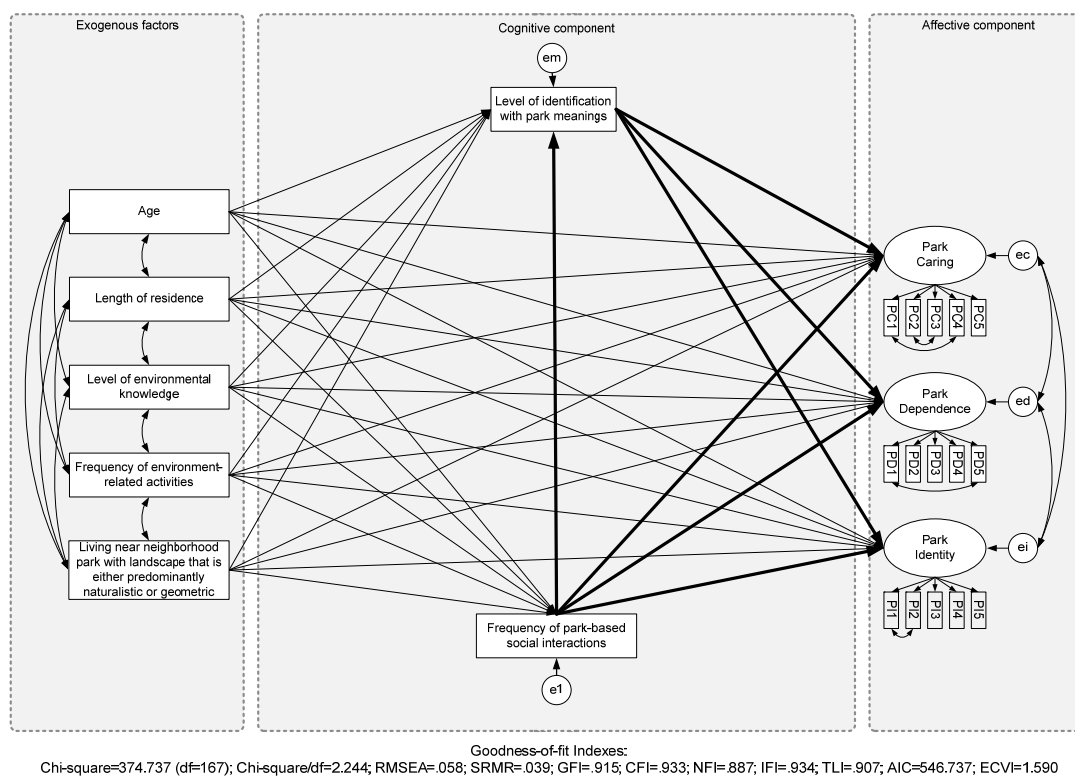 Exogenous factors
Cognitive component
Affective component
em
Level of identification
with park meanings
Age
Length of residence
Level of environmental
knowledge
Frequency of environment-
related activities
Living near neighborhood
park with landscape that is
either predominantly
naturalistic or geometric
Frequency of park-based
social interactions
e1
Park
Caring
ec
PC1
PC2
PC3
PC4
PC5
Park
Dependence
ed
PD1
PD2
PD3
PD4
PD5
Park
Identity
ei
PI1
PI2
PI3
PI4
PI5
Goodness-of-fit Indexes:
Chi-square=374.737 (df=167); Chi-square/df=2.244; RMSEA=.058; SRMR=.039; GFI=.915; CFI=.933; NFI=.887; IFI=.934; TLI=.907; AIC=546.737; ECVI=1.590